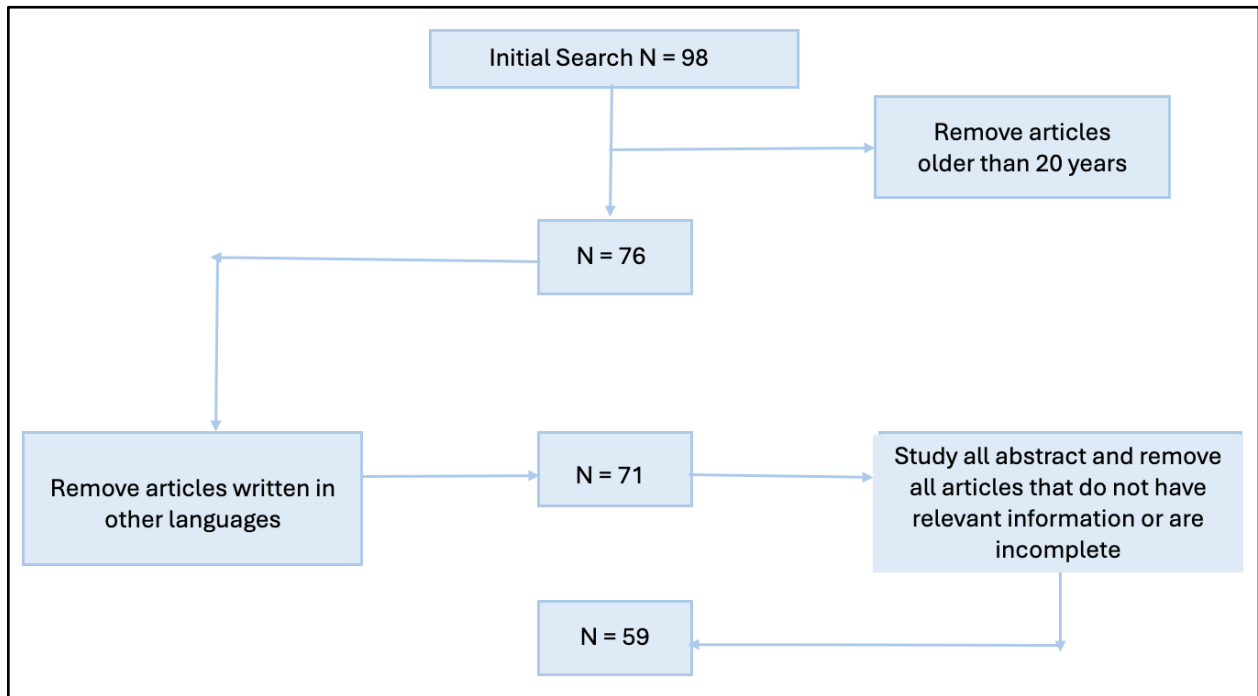 Initial Search N = 98
Remove articles
older than 20 years
N = 76
Remove articles written in
other languages
N = 71
Study all abstract and remove
all articles that do not have
relevant information or are
incomplete
N = 59